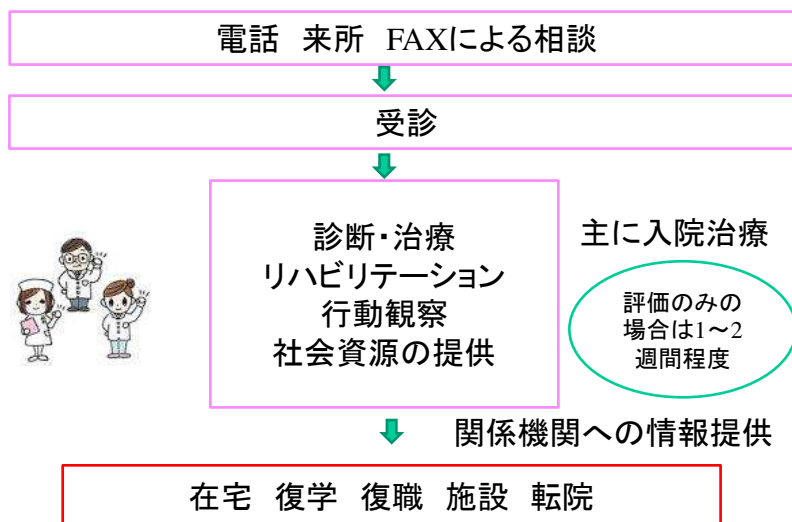 電話　来所　FAXによる相談
受診
診断・治療
リハビリテーション
行動観察
社会資源の提供
主に入院治療
評価のみの
場合は1～2
週間程度
関係機関への情報提供
在宅　復学　復職　施設　転院